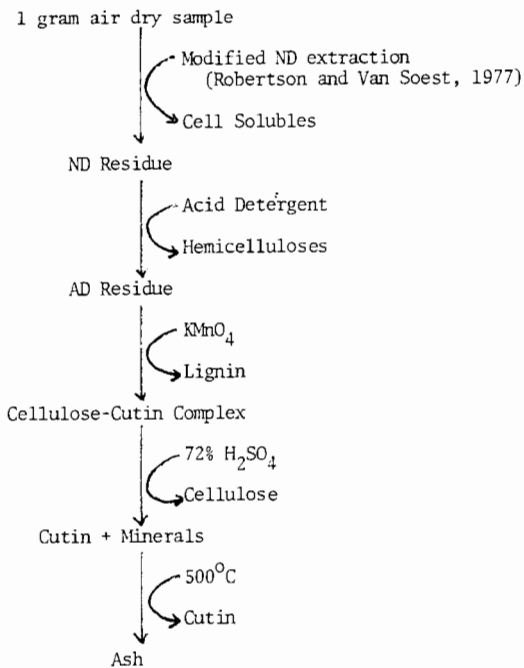 1 gram air dry sample
Modified ND extraction
(Robertson and Van Soest, 1977)
Cell Solubles
ND Residue
Acid Detergent
Hemicelluloses
AD Residue
KMnO₄
Lignin
Cellulose-Cutin Complex
72% H₂SO₄
Cellulose
Cutin + Minerals
500°C
Cutin
Ash